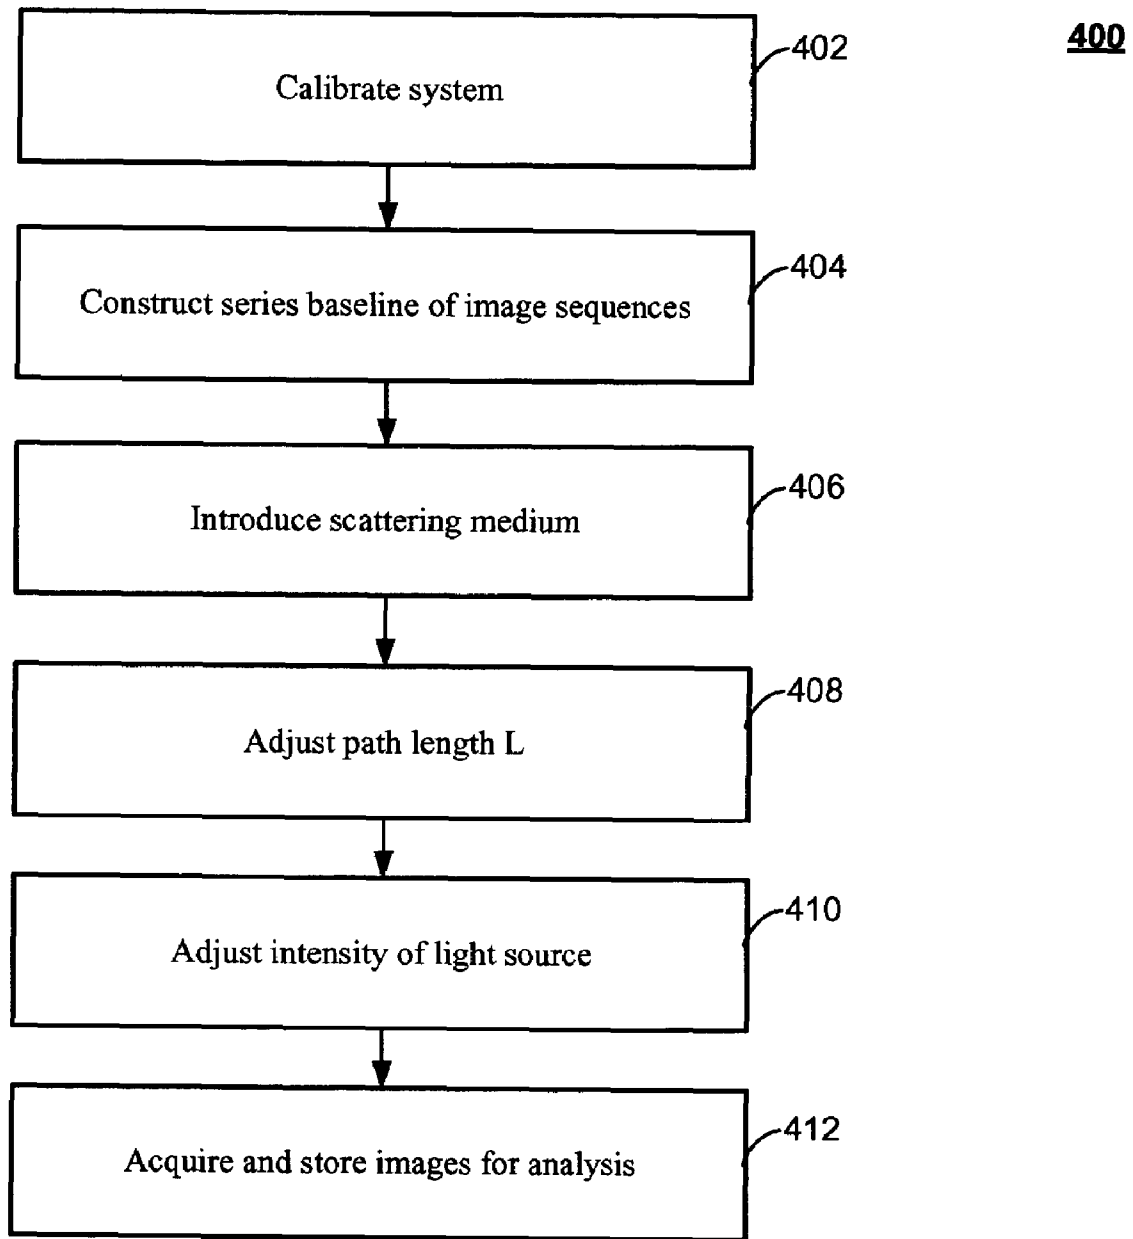 400
402
Calibrate system
404
Construct series baseline of image sequences
406
Introduce scattering medium
408
Adjust path length L
410
Adjust intensity of light source
412
Acquire and store images for analysis